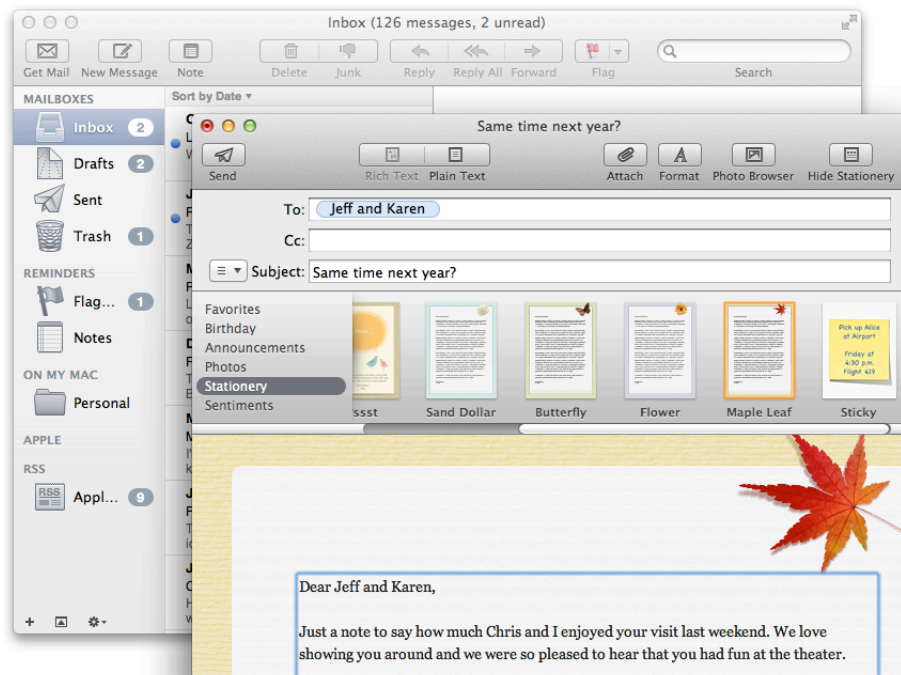 Inbox (126 messages, 2 unread)
Get Mail New Message Note Delete Junk Reply Reply All Forward Flag Search
MAILBOXES
Inbox 2
Drafts 2
Sent
Trash 1
REMINDERS
Flag... 1
Notes
ON MY MAC
Personal
APPLE
RSS
RSS Appl... 9
Sort by Date
Same time next year?
Send Rich Text Plain Text Attach Format Photo Browser Hide Stationery
To: Jeff and Karen
Cc:
Subject: Same time next year?
Favorites
Birthday
Announcements
Photos
Stationery
Sentiments
Pick up Alice
at Airport
Friday at
4:30 p.m.
Flight 419
Sand Dollar Butterfly Flower Maple Leaf Sticky
Dear Jeff and Karen,
Just a note to say how much Chris and I enjoyed your visit last weekend. We love
showing you around and we were so pleased to hear that you had fun at the theater.